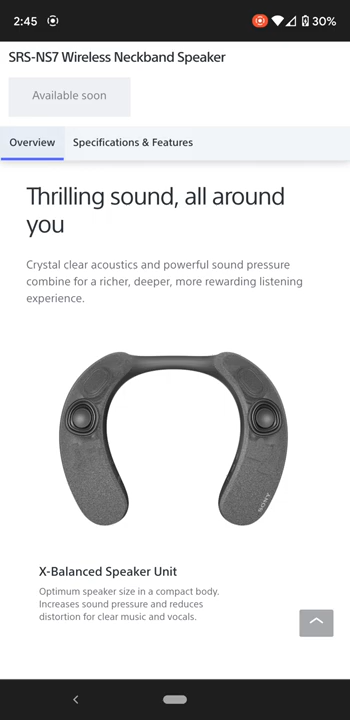 2:45
30%
SRS-NS7 Wireless Neckband Speaker
Available soon
Overview
Specifications & Features
Thrilling sound, all around
you
Crystal clear acoustics and powerful sound pressure
combine for a richer, deeper, more rewarding listening
experience.
SONY
X-Balanced Speaker Unit
Optimum speaker size in a compact body.
Increases sound pressure and reduces
distortion for clear music and vocals.